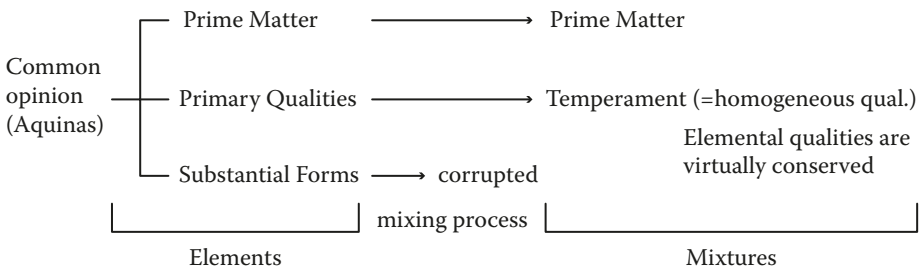 Prime Matter Prime Matter
Common
opinion
(Aquinas)
Primary Qualities Temperament (=homogeneous qual.)
Elemental qualities are
virtually conserved
Substantial Forms corrupted
mixing process
Elements Mixtures